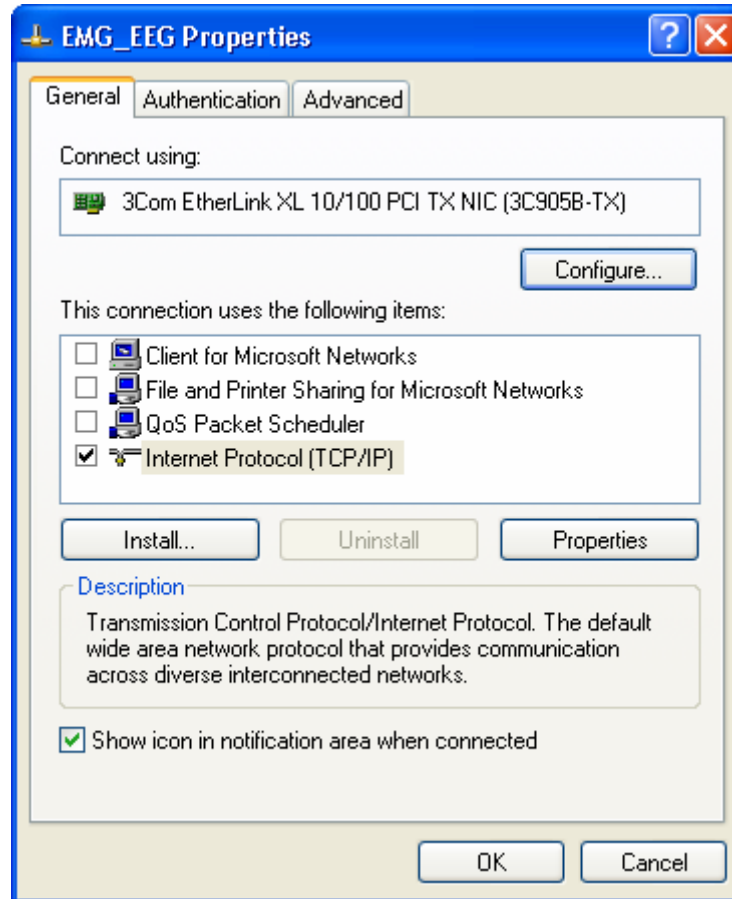 EMG_EEG Properties
General Authentication Advanced
Connect using:
3Com EtherLink XL 10/100 PCI TX NIC (3C905B-TX)
Configure...
This connection uses the following items:
Client for Microsoft Networks
File and Printer Sharing for Microsoft Networks
QoS Packet Scheduler
Internet Protocol (TCP/IP)
Install... Uninstall Properties
Description
Transmission Control Protocol/Internet Protocol. The default
wide area network protocol that provides communication
across diverse interconnected networks.
Show icon in notification area when connected
OK Cancel